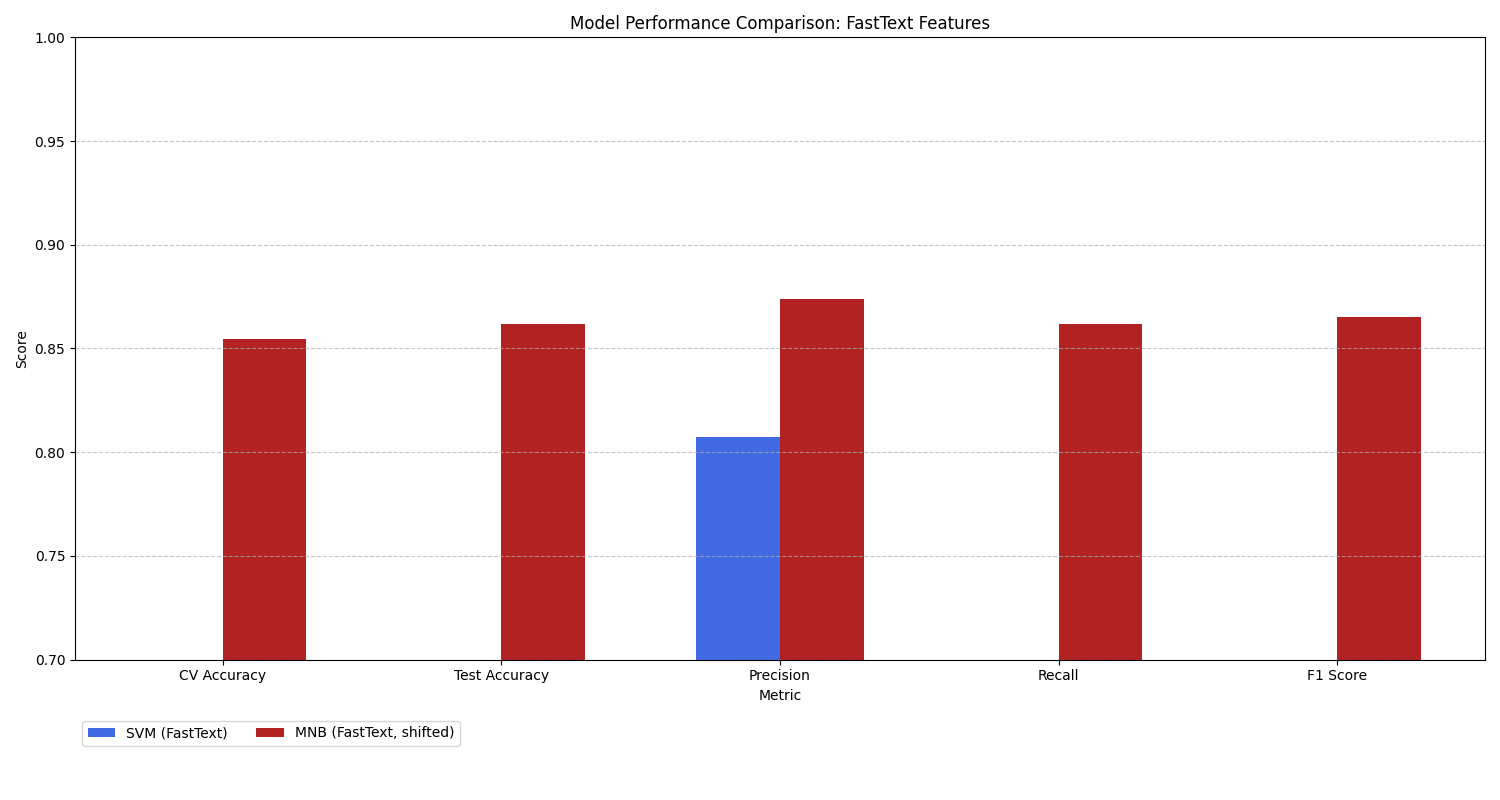 Model Performance Comparison: FastText Features
1.00
0.95
0.90
0.85
0.80
0.75
0.70
Score
CV Accuracy Test Accuracy Precision Recall F1 Score
Metric
SVM (FastText) MNB (FastText, shifted)